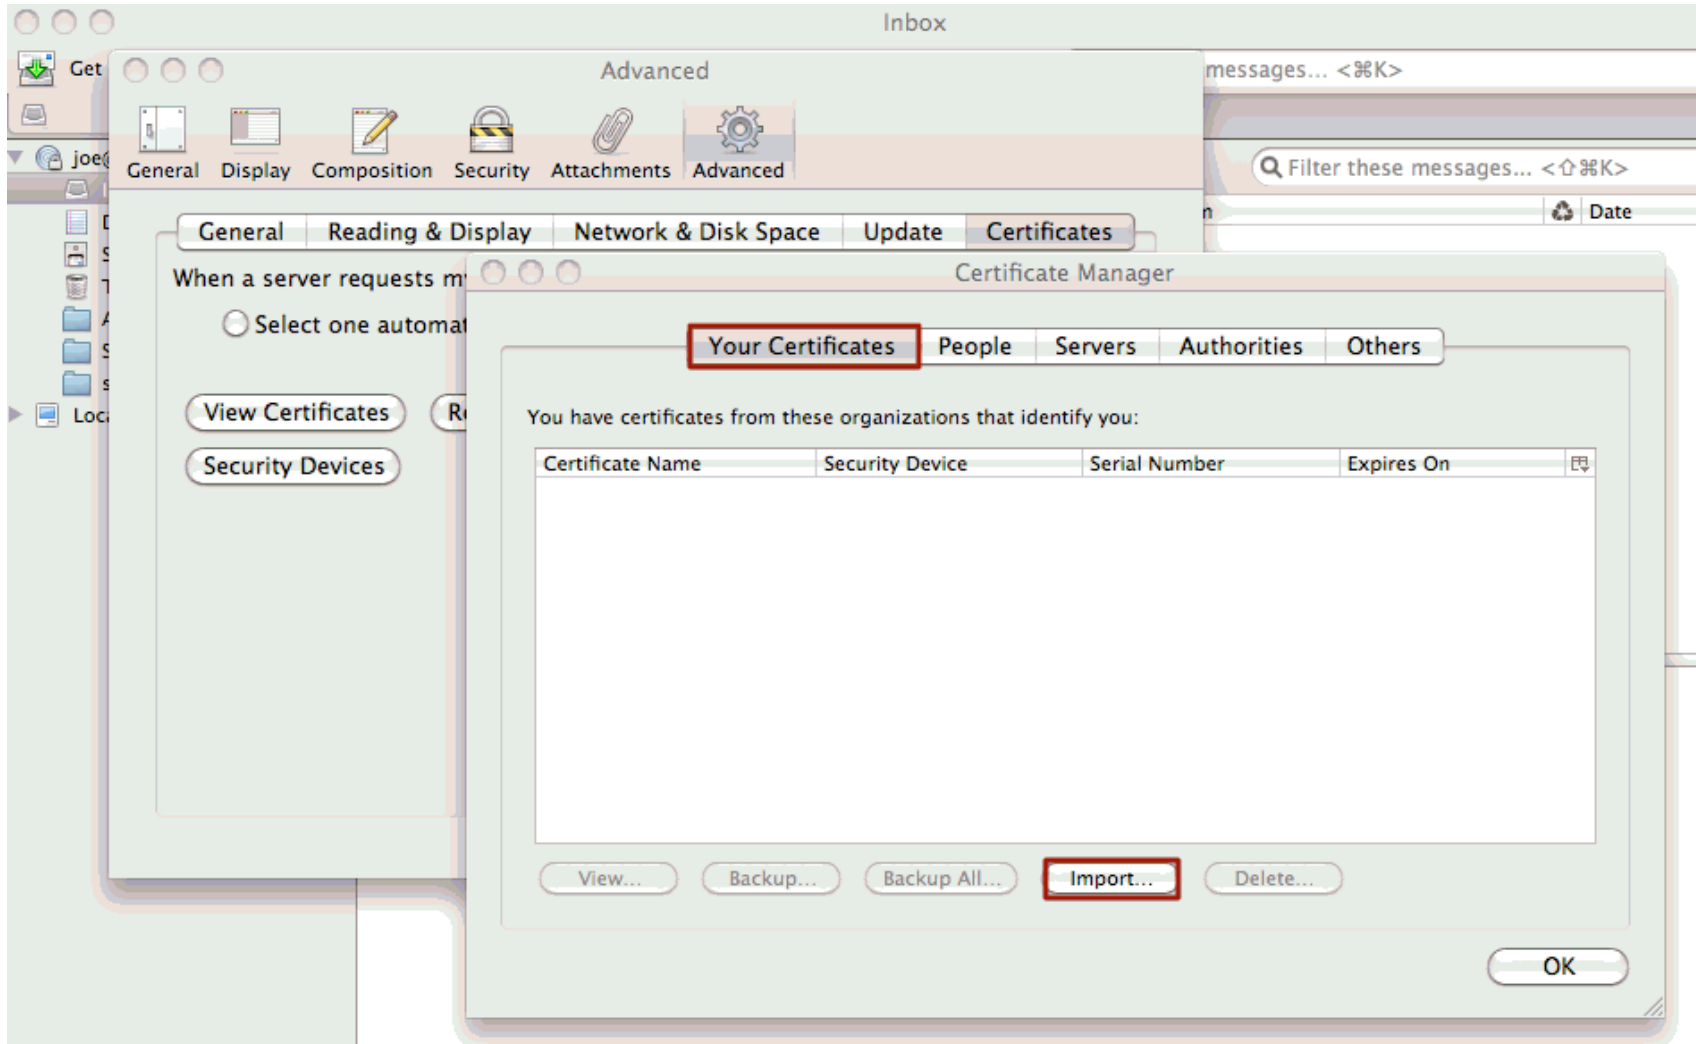 Inbox
Get
Advanced
messages... <⌘K>
General Display Composition Security Attachments Advanced
joe@
Filter these messages... <⇧⌘K>
Date
General Reading & Display Network & Disk Space Update Certificates
When a server requests my
Certificate Manager
Select one automat
Your Certificates People Servers Authorities Others
View Certificates
Security Devices
You have certificates from these organizations that identify you:
Certificate Name Security Device Serial Number Expires On
View... Backup... Backup All... Import... Delete...
OK